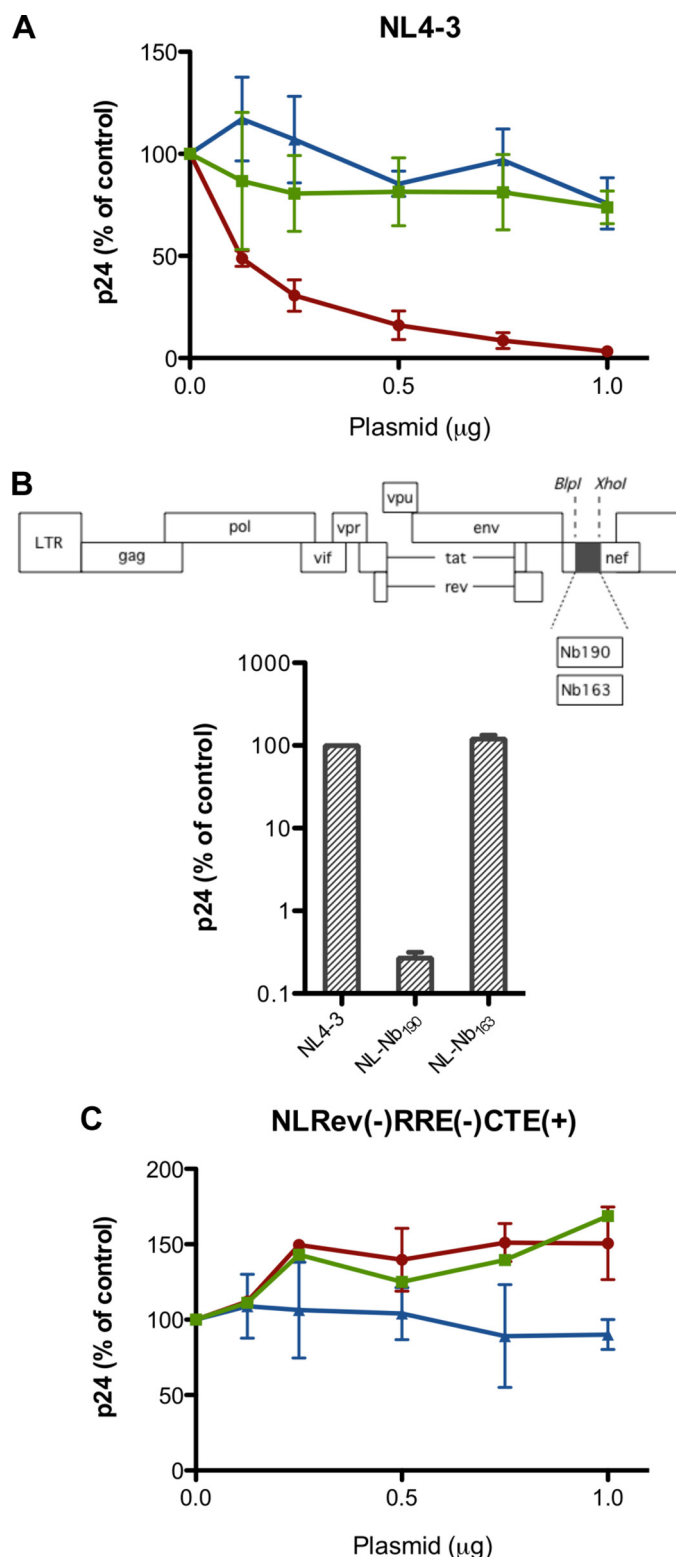 A
NL4-3
150
100
50
0
p24 (% of control)
0.0 0.5 1.0
Plasmid (μg)
B
BlpI XhoI
vpu
LTR pol vpr env
gag vif tat nef
rev
Nb190
Nb163
1000
100
10
1
0.1
p24 (% of control)
NL4-3 NL-Nb₁₉₀ NL-Nb₁₆₃
C
NLRev(-)RRE(-)CTE(+)
200
150
100
50
0
p24 (% of control)
0.0 0.5 1.0
Plasmid (μg)